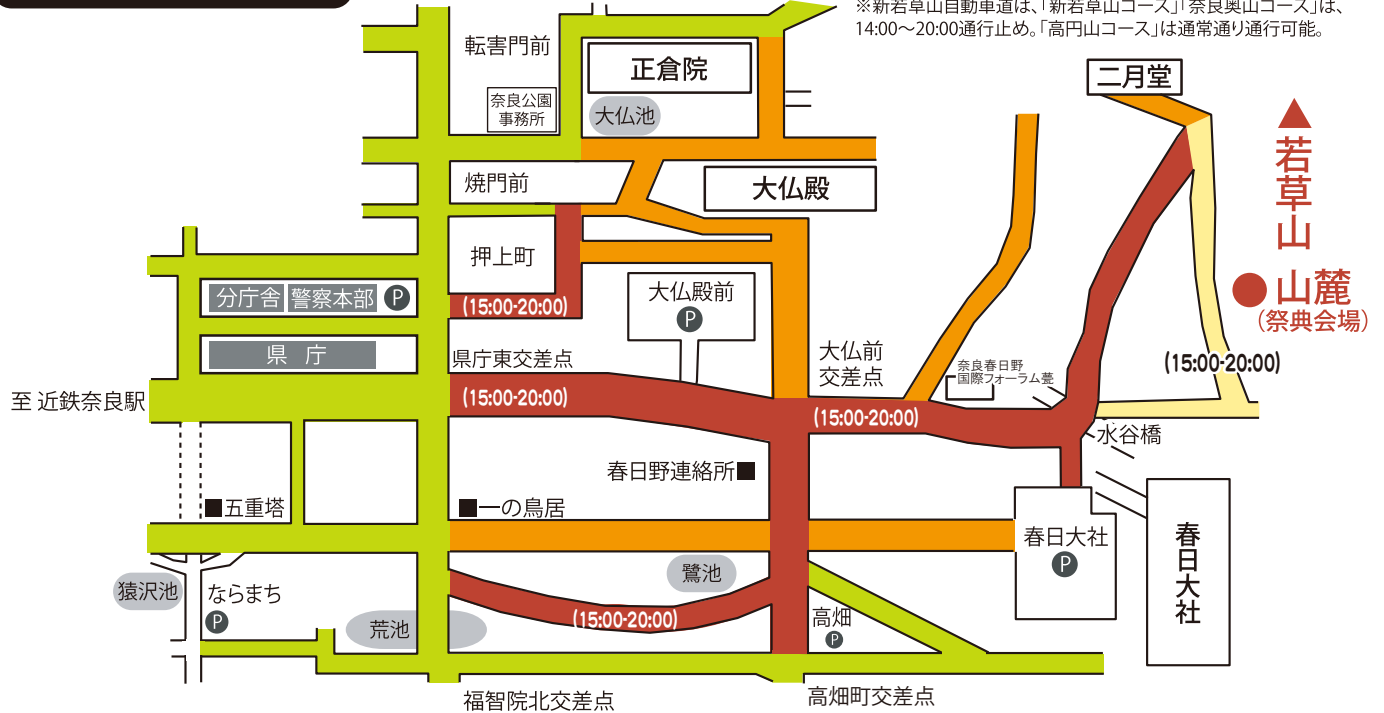 ※新若草山自動車道は、「新若草山コース」「奈良奥山コース」は、
14:00～20:00通行止め。「高円山コース」は通常通り通行可能。
転害門前
正倉院
二月堂
奈良公園
事務所
大仏池
▲若草山
焼門前
大仏殿
押上町
分庁舎
警察本部
P
(15:00-20:00)
大仏殿前
P
●山麓
(祭典会場)
県庁
県庁東交差点
大仏前
交差点
奈良春日野
国際フォーラム甍
(15:00-20:00)
至 近鉄奈良駅
(15:00-20:00)
(15:00-20:00)
水谷橋
春日野連絡所■
■五重塔
■一の鳥居
春日大社
P
春日大社
猿沢池
ならまち
P
鷺池
荒池
(15:00-20:00)
高畑
P
福智院北交差点
高畑町交差点